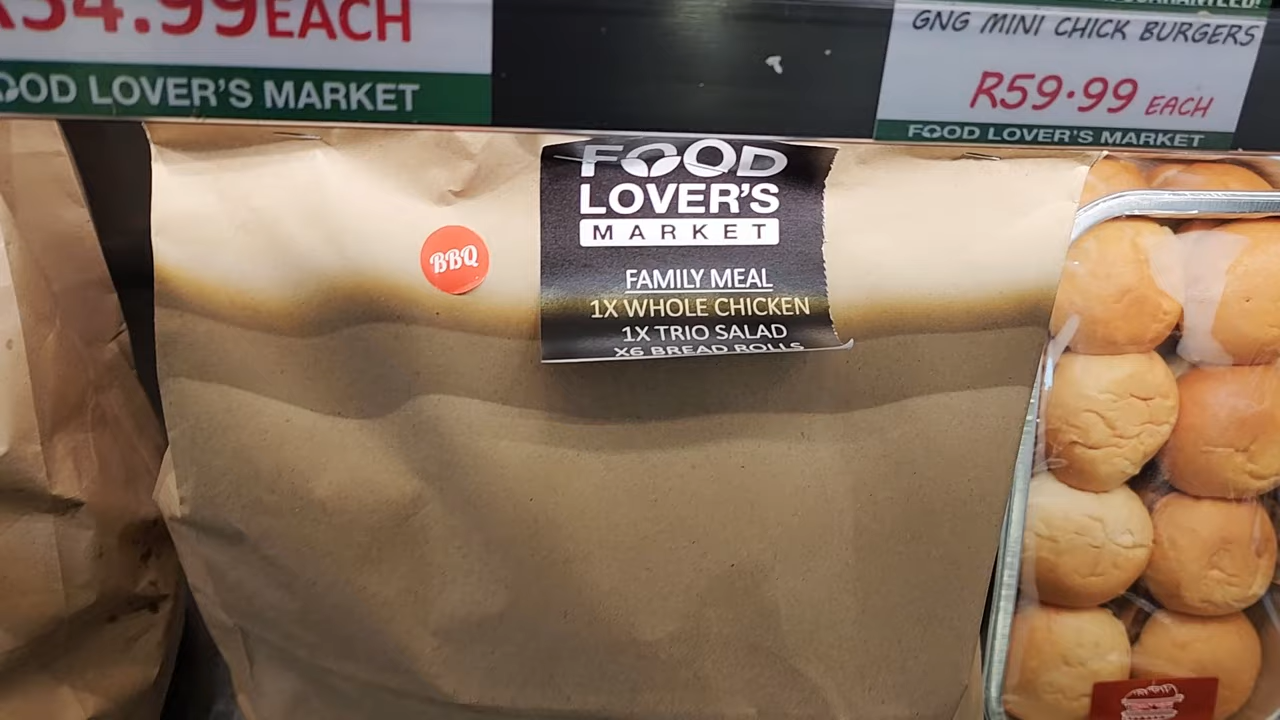 EACH
FOOD LOVER'S MARKET
GNG MINI CHICK BURGERS
R59.99 EACH
FOOD LOVER'S MARKET
BBQ
FOOD
LOVER'S
MARKET
FAMILY MEAL
1X WHOLE CHICKEN
1X TRIO SALAD
X6 BREAD ROLLS